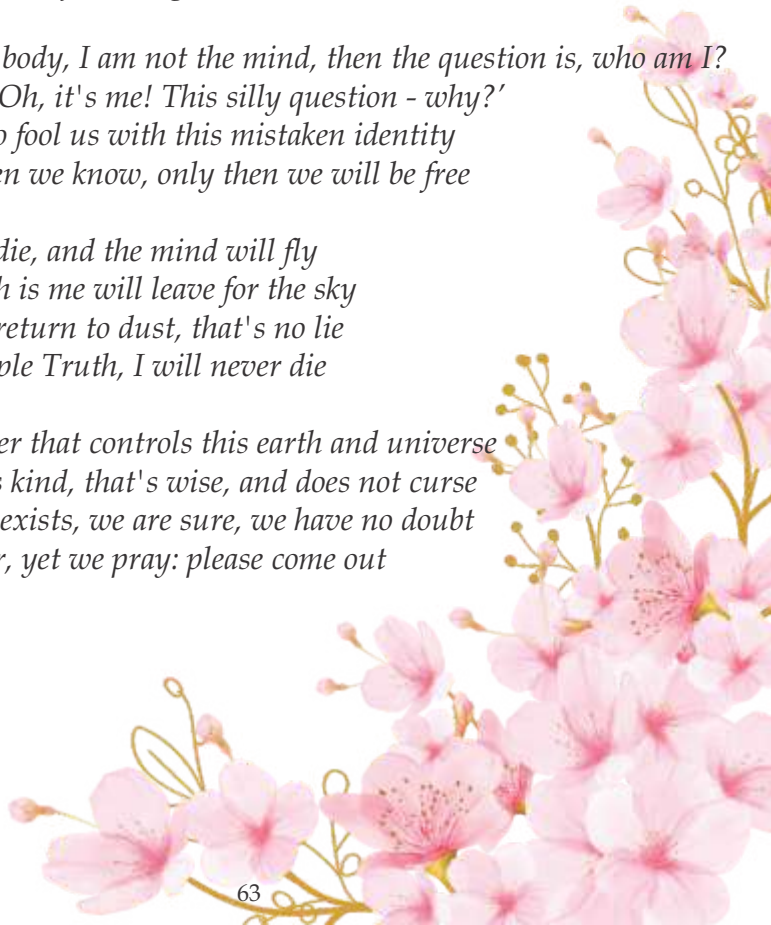 body, I am not the mind, then the question is, who am I?
Oh, it's me! This silly question - why?’
fool us with this mistaken identity
we know, only then we will be free
die, and the mind will fly
is me will leave for the sky
return to dust, that's no lie
Truth, I will never die
that controls this earth and universe
kind, that's wise, and does not curse
exists, we are sure, we have no doubt
yet we pray: please come out
63